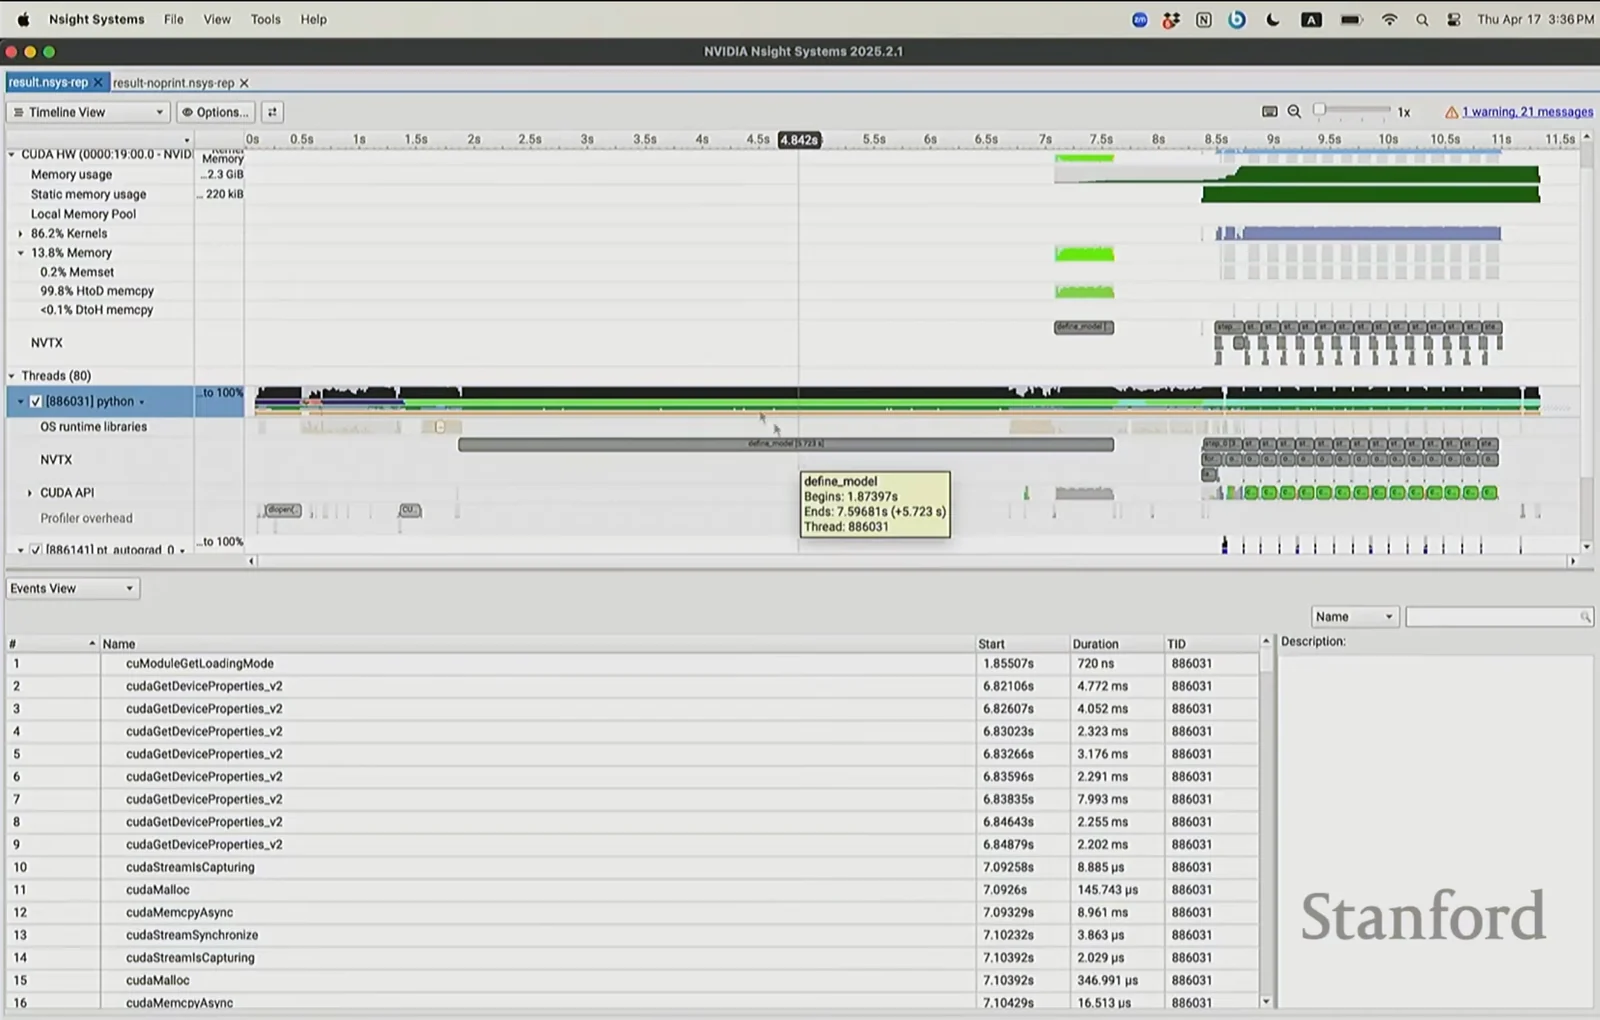 Nsight Systems File View Tools Help
zm N A Thu Apr 17 3:36 PM
NVIDIA Nsight Systems 2025.2.1
result.nsys-rep × result-noprint.nsys-rep ×
Timeline View Options... 1x 1 warning, 21 messages
0s 0.5s 1s 1.5s 2s 2.5s 3s 3.5s 4s 4.5s 4.842s 5.5s 6s 6.5s 7s 7.5s 8s 8.5s 9s 9.5s 10s 10.5s 11s 11.5s
CUDA HW (0000:19:00.0 - NVIDI
Memory
Memory usage ...2.3 GiB
Static memory usage ... 220 kiB
Local Memory Pool
86.2% Kernels
13.8% Memory
0.2% Memset
99.8% HtoD memcpy
<0.1% DtoH memcpy
define_model [
NVTX
Threads (80)
[886031] python ...to 100%
OS runtime libraries
define_model [5.723 s]
NVTX
define_model
Begins: 1.87397s
Ends: 7.59681s (+5.723 s)
Thread: 886031
CUDA API
Profiler overhead dlopen(... CU...
[886141] pt_autograd_0 ...to 100%
Events View
Name
# Name Start Duration TID Description:
1 cuModuleGetLoadingMode 1.85507s 720 ns 886031
2 cudaGetDeviceProperties_v2 6.82106s 4.772 ms 886031
3 cudaGetDeviceProperties_v2 6.82607s 4.052 ms 886031
4 cudaGetDeviceProperties_v2 6.83023s 2.323 ms 886031
5 cudaGetDeviceProperties_v2 6.83266s 3.176 ms 886031
6 cudaGetDeviceProperties_v2 6.83596s 2.291 ms 886031
7 cudaGetDeviceProperties_v2 6.83835s 7.993 ms 886031
8 cudaGetDeviceProperties_v2 6.84643s 2.255 ms 886031
9 cudaGetDeviceProperties_v2 6.84879s 2.202 ms 886031
10 cudaStreamIsCapturing 7.09258s 8.885 μs 886031
11 cudaMalloc 7.0926s 145.743 μs 886031
12 cudaMemcpyAsync 7.09329s 8.961 ms 886031
13 cudaStreamSynchronize 7.10232s 3.863 μs 886031
14 cudaStreamIsCapturing 7.10392s 2.029 μs 886031
15 cudaMalloc 7.10392s 346.991 μs 886031
16 cudaMemcpyAsync 7.10429s 16.513 μs 886031
Stanford